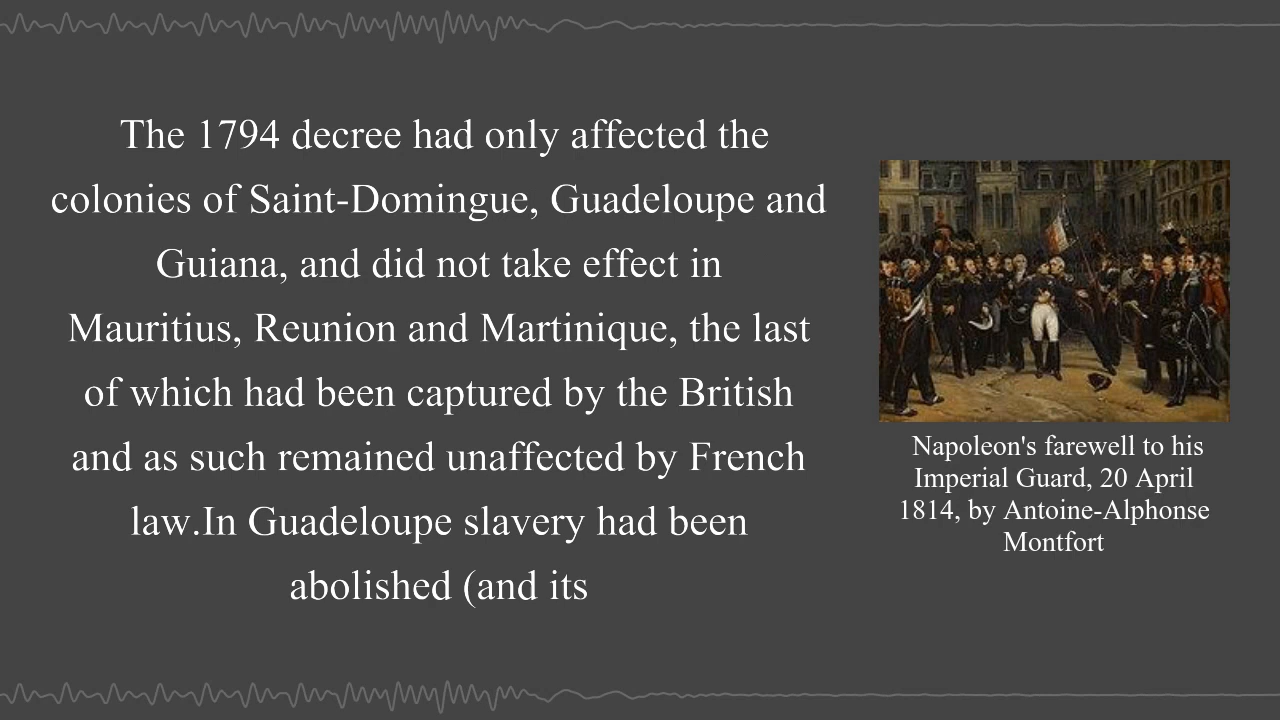 The 1794 decree had only affected the
colonies of Saint-Domingue, Guadeloupe and
Guiana, and did not take effect in
Mauritius, Reunion and Martinique, the last
of which had been captured by the British
and as such remained unaffected by French
law.In Guadeloupe slavery had been
abolished (and its
Napoleon's farewell to his
Imperial Guard, 20 April
1814, by Antoine-Alphonse
Montfort